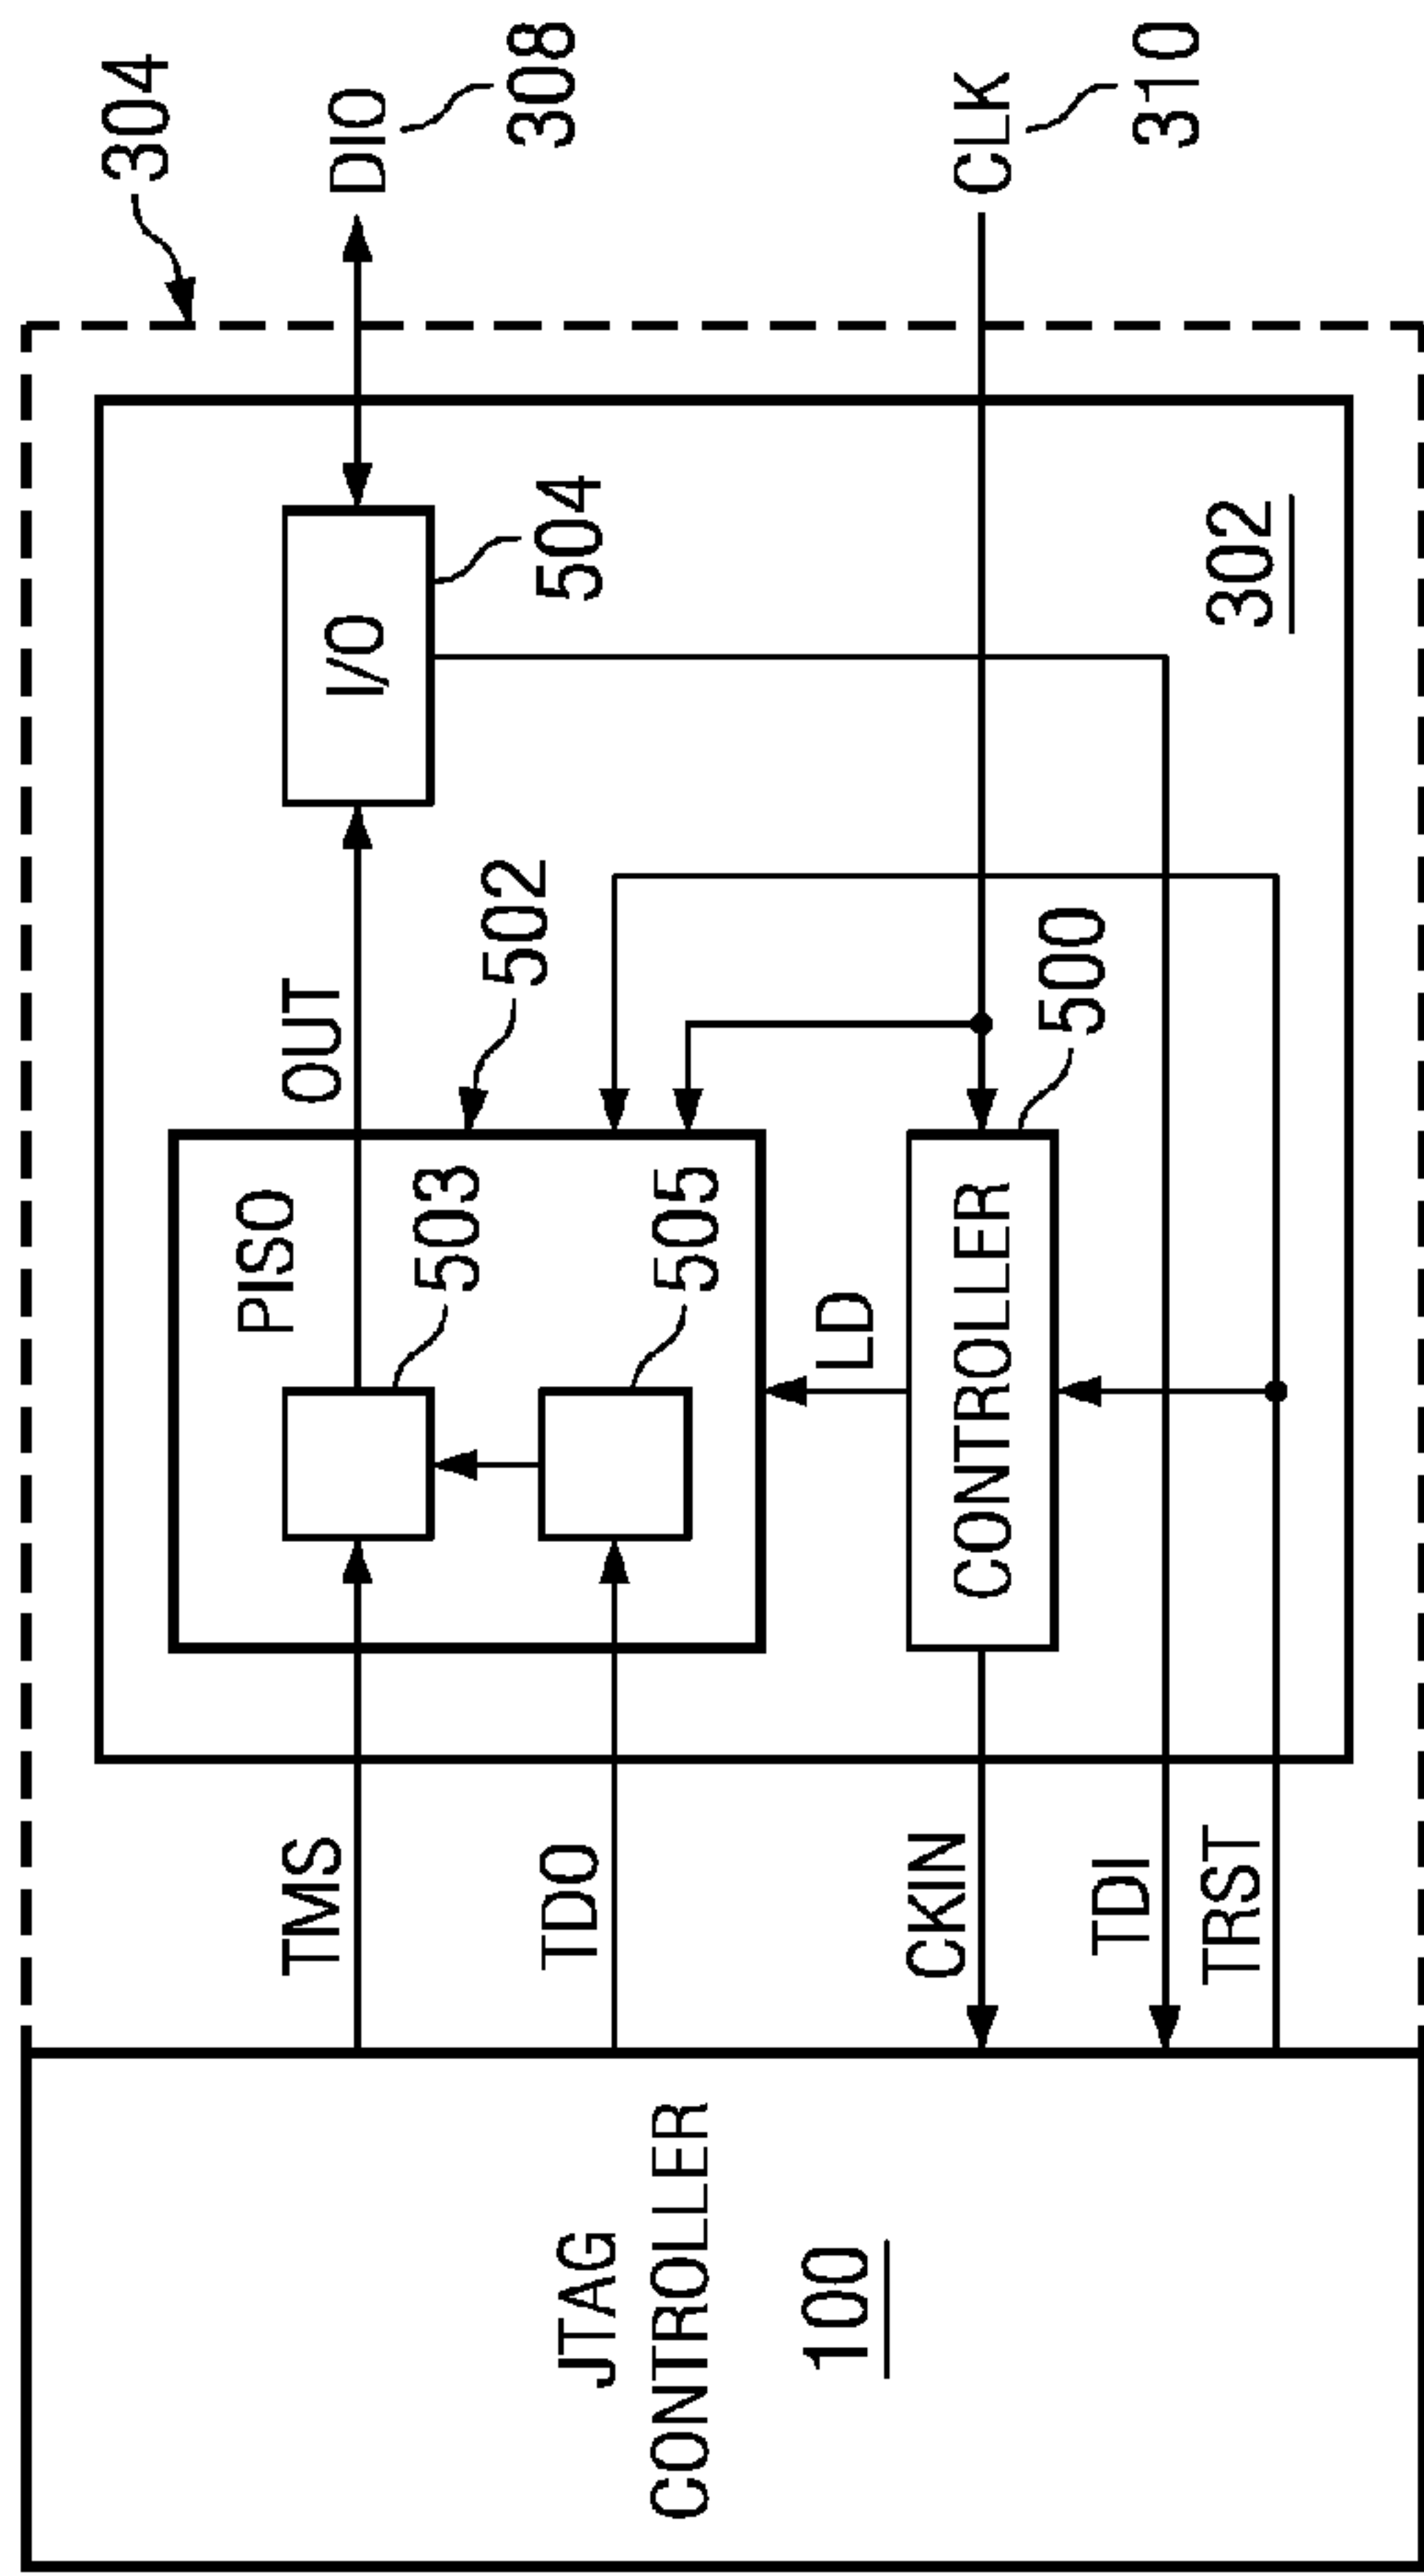 304
DIO
308
CLK
310
I/O
504
302
OUT
502
500
PISO
503
505
LD
CONTROLLER
TMS
TDO
CKIN
TDI
TRST
JTAG
CONTROLLER
100